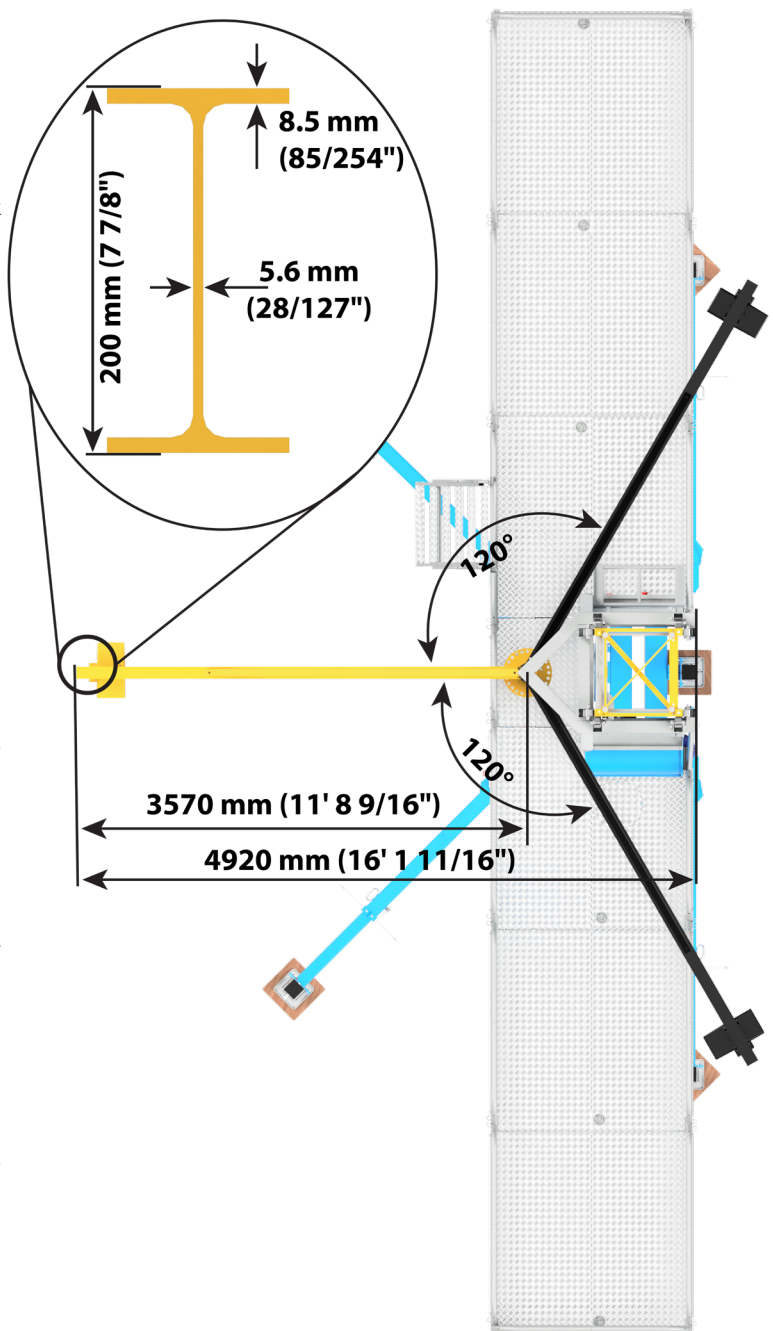 8.5 mm
(85/254")
200 mm (7 7/8")
5.6 mm
(28/127")
120°
120°
3570 mm (11' 8 9/16")
4920 mm (16' 1 11/16")